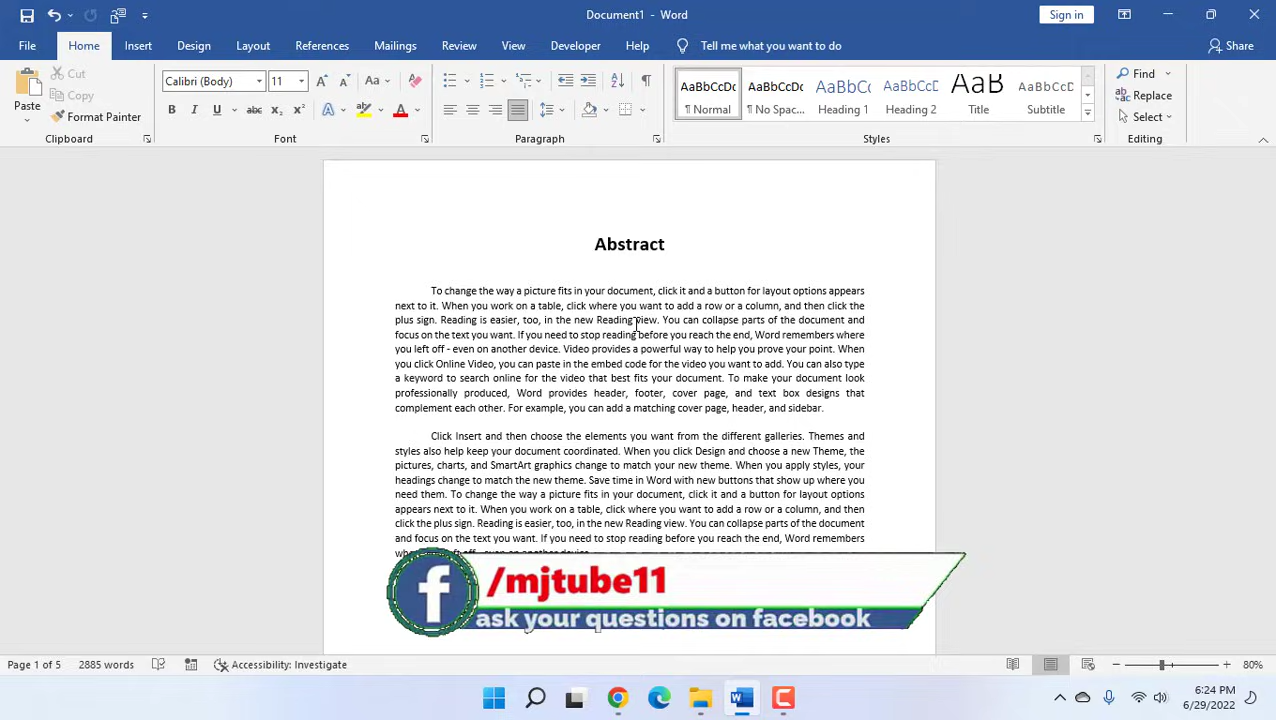 Document1 - Word
Sign in
File Home Insert Design Layout References Mailings Review View Developer Help Tell me what you want to do Share
Paste
Cut
Copy
Format Painter
Clipboard
Calibri (Body) 11
Font
Paragraph
AaBbCcDc AaBbCcDc AaBbCc AaBbCcD AaB AaBbCcD
¶ Normal ¶ No Spac... Heading 1 Heading 2 Title Subtitle
Styles
Find
Replace
Select
Editing
Abstract
To change the way a picture fits in your document, click it and a button for layout options appears
next to it. When you work on a table, click where you want to add a row or a column, and then click the
plus sign. Reading is easier, too, in the new Reading view. You can collapse parts of the document and
focus on the text you want. If you need to stop reading before you reach the end, Word remembers where
you left off - even on another device. Video provides a powerful way to help you prove your point. When
you click Online Video, you can paste in the embed code for the video you want to add. You can also type
a keyword to search online for the video that best fits your document. To make your document look
professionally produced, Word provides header, footer, cover page, and text box designs that
complement each other. For example, you can add a matching cover page, header, and sidebar.
Click Insert and then choose the elements you want from the different galleries. Themes and
styles also help keep your document coordinated. When you click Design and choose a new Theme, the
pictures, charts, and SmartArt graphics change to match your new theme. When you apply styles, your
headings change to match the new theme. Save time in Word with new buttons that show up where you
need them. To change the way a picture fits in your document, click it and a button for layout options
appears next to it. When you work on a table, click where you want to add a row or a column, and then
click the plus sign. Reading is easier, too, in the new Reading view. You can collapse parts of the document
and focus on the text you want. If you need to stop reading before you reach the end, Word remembers
off - even on another device.
f /mjtube11
ask your questions on facebook
Page 1 of 5 2885 words Accessibility: Investigate 80%
6:24 PM
6/29/2022